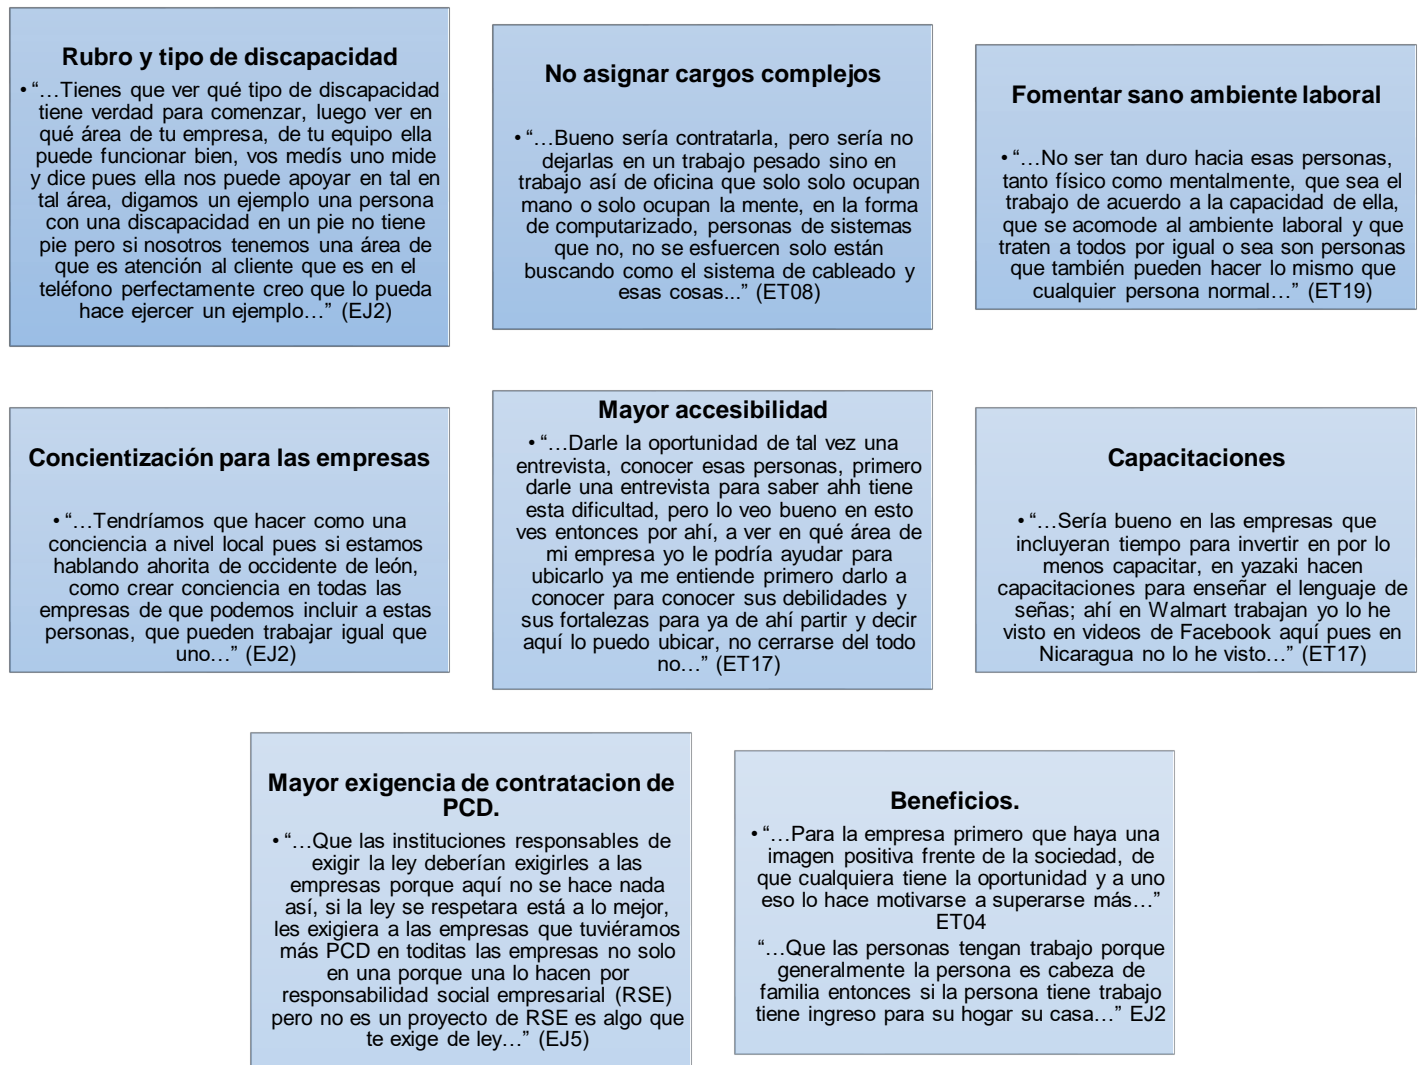 Rubro y tipo de discapacidad
• “…Tienes que ver qué tipo de discapacidad
tiene verdad para comenzar, luego ver en
qué área de tu empresa, de tu equipo ella
puede funcionar bien, vos medís uno mide
y dice pues ella nos puede apoyar en tal en
tal área, digamos un ejemplo una persona
con una discapacidad en un pie no tiene
pie pero si nosotros tenemos una área de
que es atención al cliente que es en el
teléfono perfectamente creo que lo pueda
hace ejercer un ejemplo…” (EJ2)
No asignar cargos complejos
• “…Bueno sería contratarla, pero sería no
dejarlas en un trabajo pesado sino en
trabajo así de oficina que solo solo ocupan
mano o solo ocupan la mente, en la forma
de computarizado, personas de sistemas
que no, no se esfuercen solo están
buscando como el sistema de cableado y
esas cosas...” (ET08)
Fomentar sano ambiente laboral
• “…No ser tan duro hacia esas personas,
tanto físico como mentalmente, que sea el
trabajo de acuerdo a la capacidad de ella,
que se acomode al ambiente laboral y que
traten a todos por igual o sea son personas
que también pueden hacer lo mismo que
cualquier persona normal…” (ET19)
Concientización para las empresas
• “…Tendríamos que hacer como una
conciencia a nivel local pues si estamos
hablando ahorita de occidente de león,
como crear conciencia en todas las
empresas de que podemos incluir a estas
personas, que pueden trabajar igual que
uno…” (EJ2)
Mayor accesibilidad
• “…Darle la oportunidad de tal vez una
entrevista, conocer esas personas, primero
darle una entrevista para saber ahh tiene
esta dificultad, pero lo veo bueno en esto
ves entonces por ahí, a ver en qué área de
mi empresa yo le podría ayudar para
ubicarlo ya me entiende primero darlo a
conocer para conocer sus debilidades y
sus fortalezas para ya de ahí partir y decir
aquí lo puedo ubicar, no cerrarse del todo
no…” (ET17)
Capacitaciones
• “…Sería bueno en las empresas que
incluyeran tiempo para invertir en por lo
menos capacitar, en yazaki hacen
capacitaciones para enseñar el lenguaje de
señas; ahí en Walmart trabajan yo lo he
visto en videos de Facebook aquí pues en
Nicaragua no lo he visto…” (ET17)
Mayor exigencia de contratacion de
PCD.
• “…Que las instituciones responsables de
exigir la ley deberían exigirles a las
empresas porque aquí no se hace nada
así, si la ley se respetara está a lo mejor,
les exigiera a las empresas que tuviéramos
más PCD en toditas las empresas no solo
en una porque una lo hacen por
responsabilidad social empresarial (RSE)
pero no es un proyecto de RSE es algo que
te exige de ley…” (EJ5)
Beneficios.
• “…Para la empresa primero que haya una
imagen positiva frente de la sociedad, de
que cualquiera tiene la oportunidad y a uno
eso lo hace motivarse a superarse más…”
ET04
“…Que las personas tengan trabajo porque
generalmente la persona es cabeza de
familia entonces si la persona tiene trabajo
tiene ingreso para su hogar su casa…” EJ2